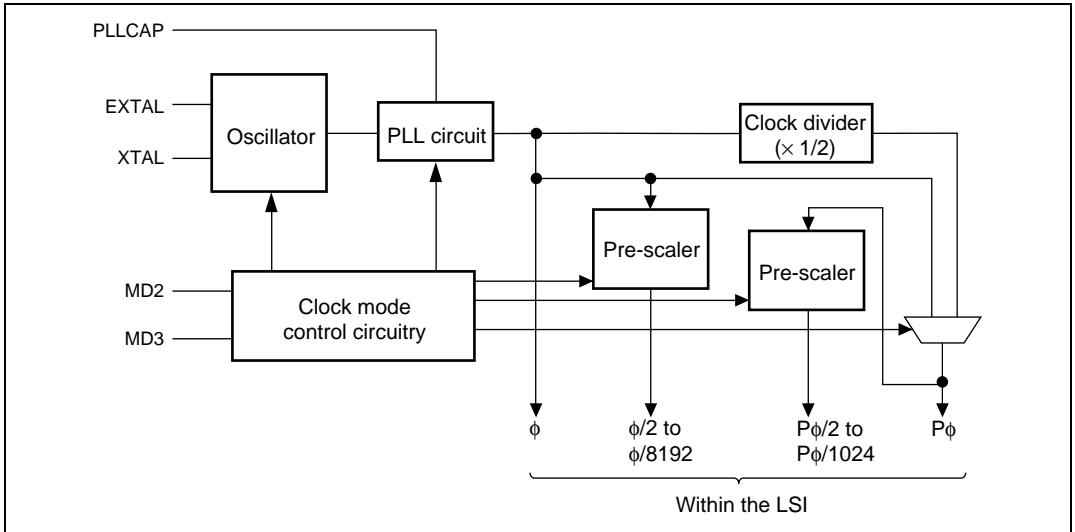 PLLCAP
EXTAL
XTAL
Oscillator
PLL circuit
Clock divider
(× 1/2)
Pre-scaler
Pre-scaler
MD2
MD3
Clock mode
control circuitry
ϕ
ϕ/2 to
ϕ/8192
Pϕ/2 to
Pϕ/1024
Pϕ
Within the LSI